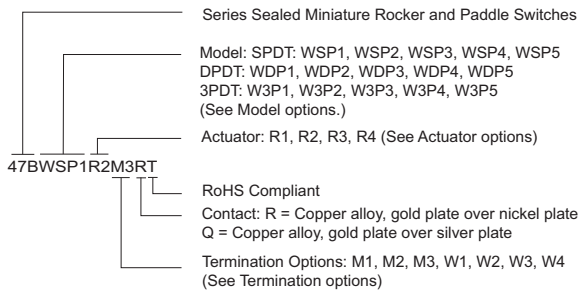 Series Sealed Miniature Rocker and Paddle Switches
Model: SPDT: WSP1, WSP2, WSP3, WSP4, WSP5
DPDT: WDP1, WDP2, WDP3, WDP4, WDP5
3PDT: W3P1, W3P2, W3P3, W3P4, W3P5
(See Model options.)
Actuator: R1, R2, R3, R4 (See Actuator options)
47BWSP1R2M3RT
RoHS Compliant
Contact: R = Copper alloy, gold plate over nickel plate
Q = Copper alloy, gold plate over silver plate
Termination Options: M1, M2, M3, W1, W2, W3, W4
(See Termination options)